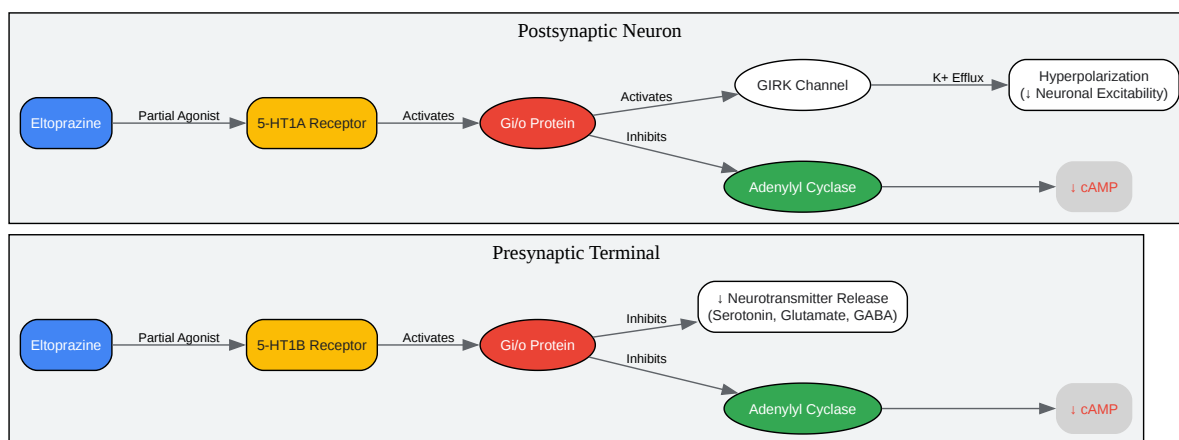 Postsynaptic Neuron
Eltoprazine
Partial Agonist
5-HT1A Receptor
Activates
Gi/o Protein
Activates
GIRK Channel
K+ Efflux
Hyperpolarization
(↓ Neuronal Excitability)
Inhibits
Adenylyl Cyclase
↓ cAMP
Presynaptic Terminal
Eltoprazine
Partial Agonist
5-HT1B Receptor
Activates
Gi/o Protein
Inhibits
↓ Neurotransmitter Release
(Serotonin, Glutamate, GABA)
Inhibits
Adenylyl Cyclase
↓ cAMP